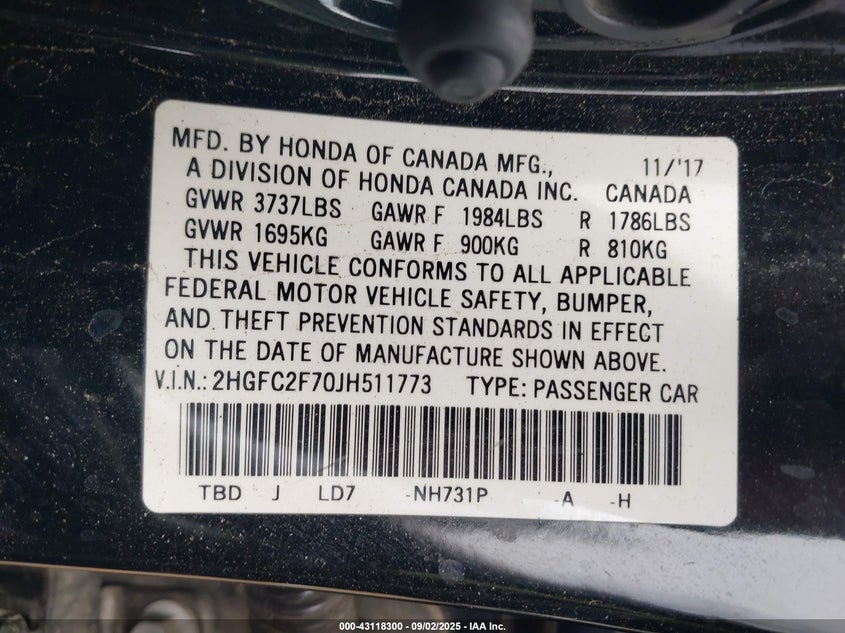 MFD. BY HONDA OF CANADA MFG., 11/'17
A DIVISION OF HONDA CANADA INC. CANADA
GVWR 3737LBS GAWR F 1984LBS R 1786LBS
GVWR 1695KG GAWR F 900KG R 810KG
THIS VEHICLE CONFORMS TO ALL APPLICABLE
FEDERAL MOTOR VEHICLE SAFETY, BUMPER,
AND THEFT PREVENTION STANDARDS IN EFFECT
ON THE DATE OF MANUFACTURE SHOWN ABOVE.
V.I.N.: 2HGFC2F70JH511773 TYPE: PASSENGER CAR
TBD J LD7 -NH731P -A -H
000-43118300 - 09/02/2025 - IAA Inc.